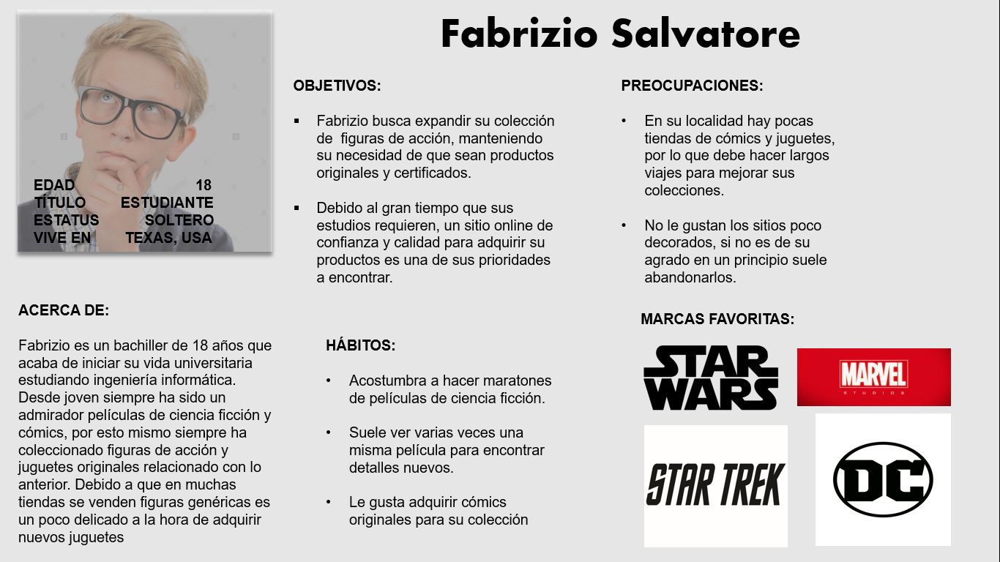 Fabrizio Salvatore
EDAD 18
TÍTULO ESTUDIANTE
ESTATUS SOLTERO
VIVE EN TEXAS, USA
ACERCA DE:
Fabrizio es un bachiller de 18 años que
acaba de iniciar su vida universitaria
estudiando ingeniería informática.
Desde joven siempre ha sido un
admirador películas de ciencia ficción y
cómics, por esto mismo siempre ha
coleccionado figuras de acción y
juguetes originales relacionado con lo
anterior. Debido a que en muchas
tiendas se venden figuras genéricas es
un poco delicado a la hora de adquirir
nuevos juguetes
OBJETIVOS:
▪ Fabrizio busca expandir su colección
de figuras de acción, manteniendo
su necesidad de que sean productos
originales y certificados.
▪ Debido al gran tiempo que sus
estudios requieren, un sitio online de
confianza y calidad para adquirir su
productos es una de sus prioridades
a encontrar.
HÁBITOS:
• Acostumbra a hacer maratones
de películas de ciencia ficción.
• Suele ver varias veces una
misma película para encontrar
detalles nuevos.
• Le gusta adquirir cómics
originales para su colección
PREOCUPACIONES:
• En su localidad hay pocas
tiendas de cómics y juguetes,
por lo que debe hacer largos
viajes para mejorar sus
colecciones.
• No le gustan los sitios poco
decorados, si no es de su
agrado en un principio suele
abandonarlos.
MARCAS FAVORITAS:
STAR
WARS
MARVEL
STUDIOS
STAR TREK
DC